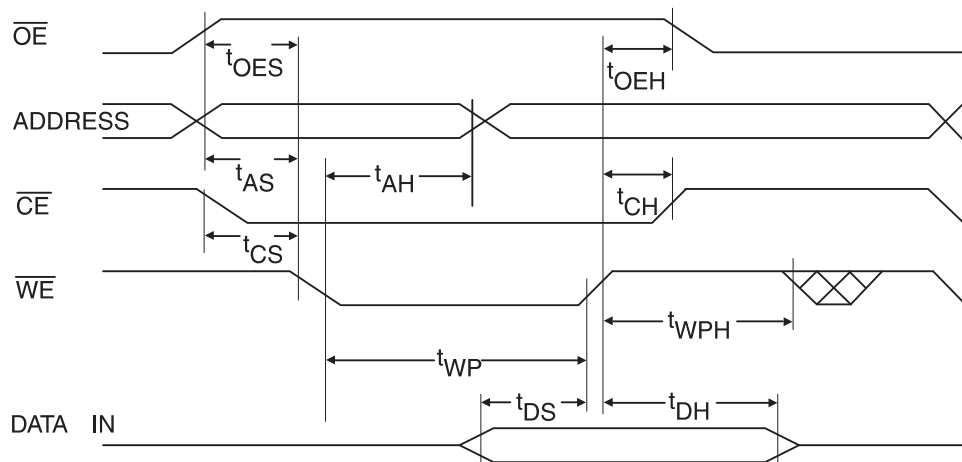 OE
tOES
tOEH
ADDRESS
tAS
tAH
tCH
CE
tCS
WE
tWPH
tWP
tDS
tDH
DATA IN